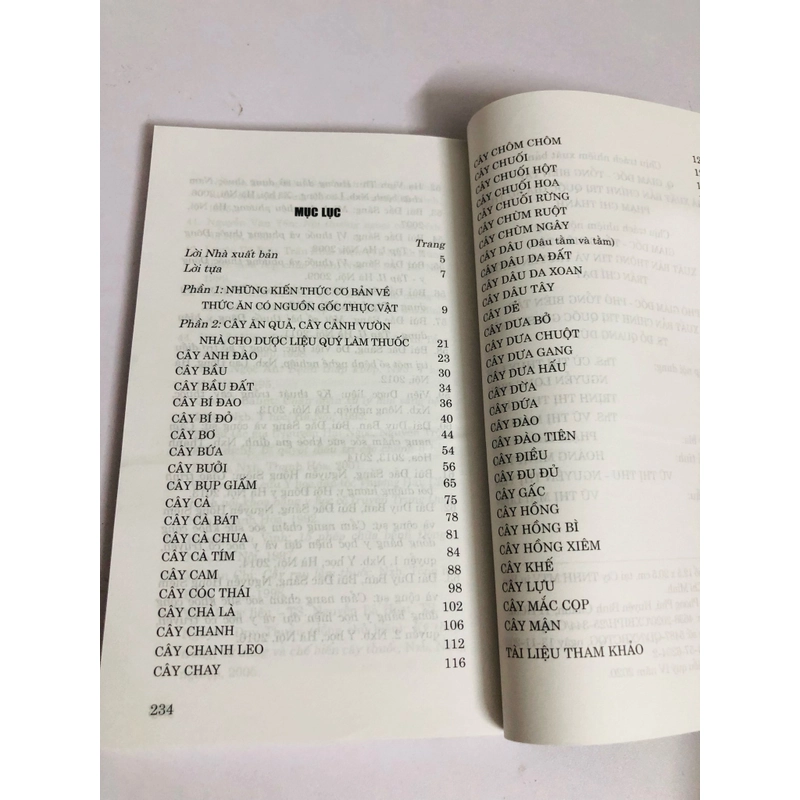 MỤC LỤC
Trang
Lời Nhà xuất bản 5
Lời tựa 7
Phần 1: NHỮNG KIẾN THỨC CƠ BẢN VỀ
THỨC ĂN CÓ NGUỒN GỐC THỰC VẬT 9
Phần 2: CÂY ĂN QUẢ, CÂY CẢNH VƯỜN
NHÀ CHO DƯỢC LIỆU QUÝ LÀM THUỐC 21
CÂY ANH ĐÀO 23
CÂY BẦU 30
CÂY BẦU ĐẤT 34
CÂY BÍ ĐAO 36
CÂY BÍ ĐỎ 40
CÂY BƠ 44
CÂY BỨA 54
CÂY BƯỞI 56
CÂY BỤP GIẤM 65
CÂY CÀ 75
CÂY CÀ BÁT 78
CÂY CÀ CHUA 81
CÂY CÀ TÍM 84
CÂY CAM 88
CÂY CÓC THÁI 98
CÂY CHÀ LÀ 102
CÂY CHANH 106
CÂY CHANH LEO 112
CÂY CHAY 116
234
CÂY CHÔM CHÔM
CÂY CHUỐI
CÂY CHUỐI HỘT
CÂY CHUỐI HOA
CÂY CHUỐI RỪNG
CÂY CHÙM RUỘT
CÂY CHÙM NGÂY
CÂY DÂU (Dâu tằm và tằm)
CÂY DÂU DA ĐẤT
CÂY DÂU DA XOAN
CÂY DÂU TÂY
CÂY DẺ
CÂY DƯA BỞ
CÂY DƯA CHUỘT
CÂY DƯA GANG
CÂY DƯA HẤU
CÂY DỪA
CÂY DỨA
CÂY ĐÀO
CÂY ĐÀO TIÊN
CÂY ĐIỀU
CÂY ĐU ĐỦ
CÂY GẤC
CÂY HỒNG
CÂY HỒNG BÌ
CÂY HỒNG XIÊM
CÂY KHẾ
CÂY LỰU
CÂY MẮC CỌP
CÂY MẬN
TÀI LIỆU THAM KHẢO